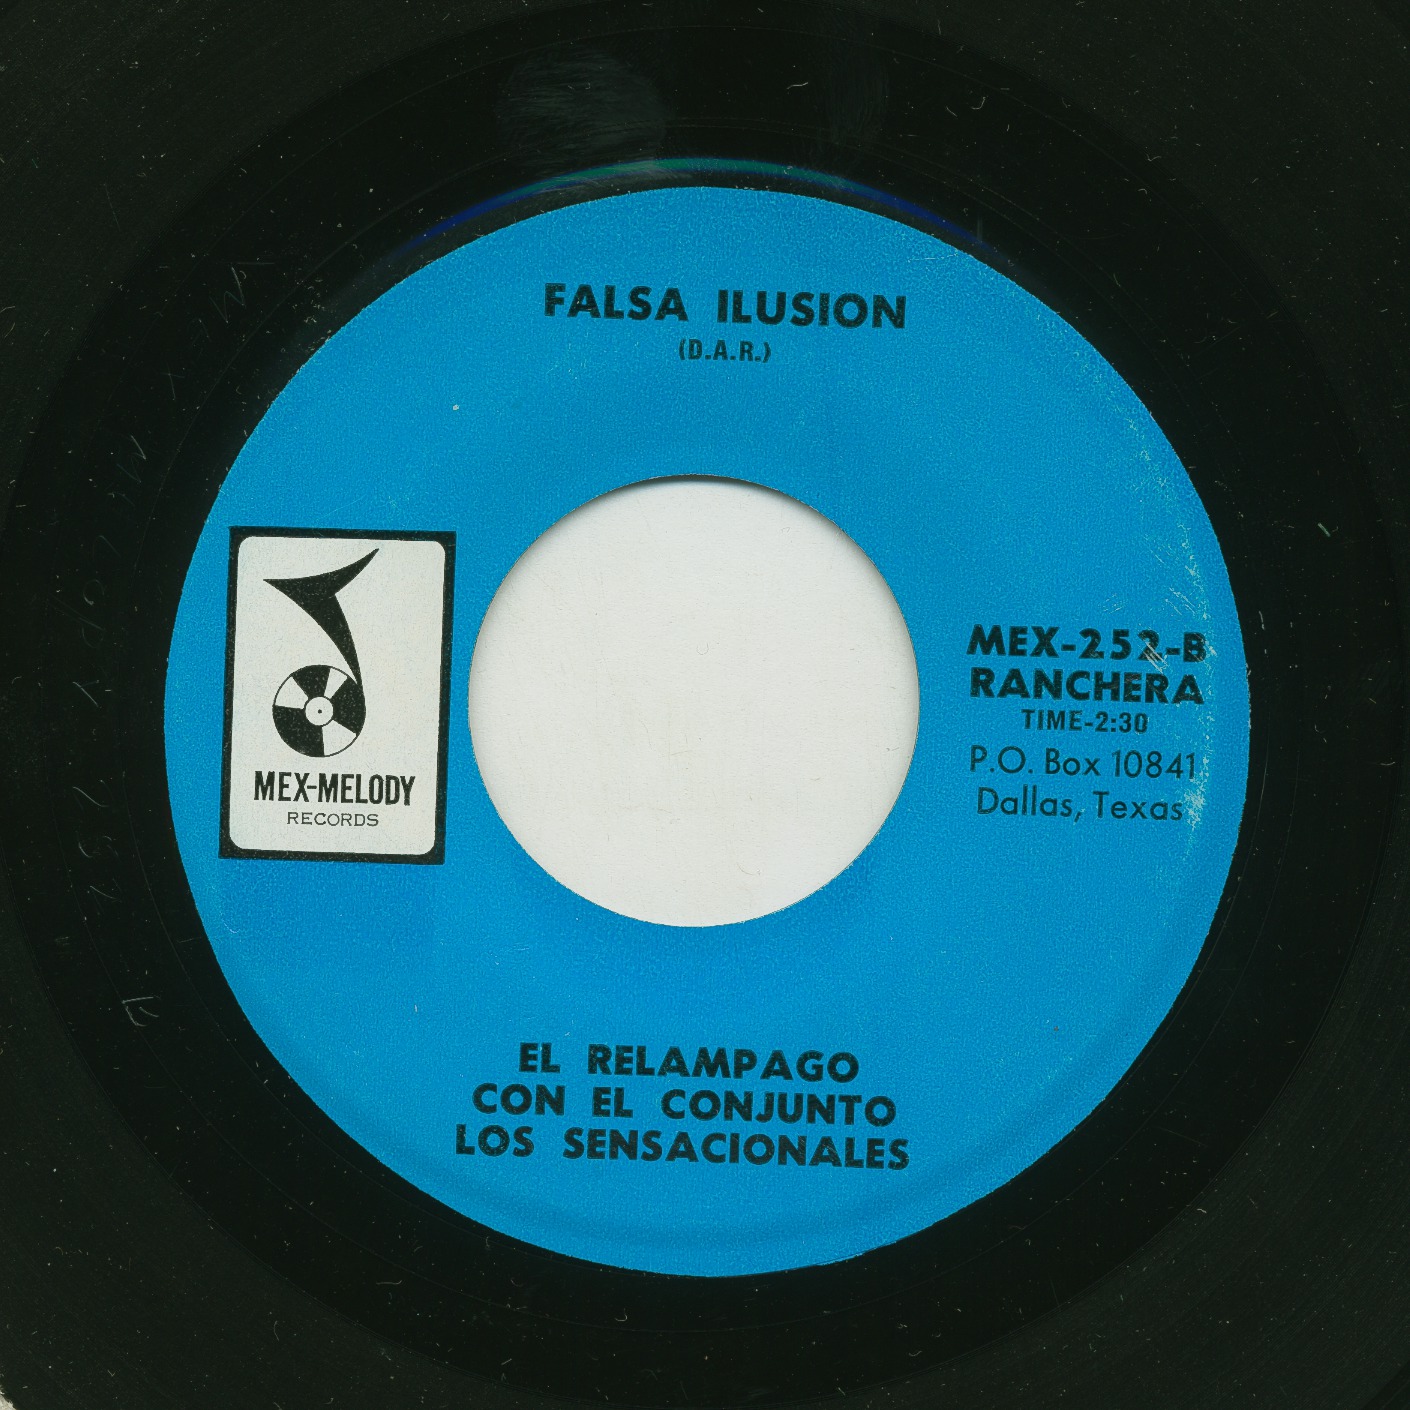 FALSA ILUSION
(D.A.R.)
MEX-MELODY
RECORDS
MEX-252-B
RANCHERA
TIME-2:30
P.O. Box 10841
Dallas, Texas
EL RELAMPAGO
CON EL CONJUNTO
LOS SENSACIONALES